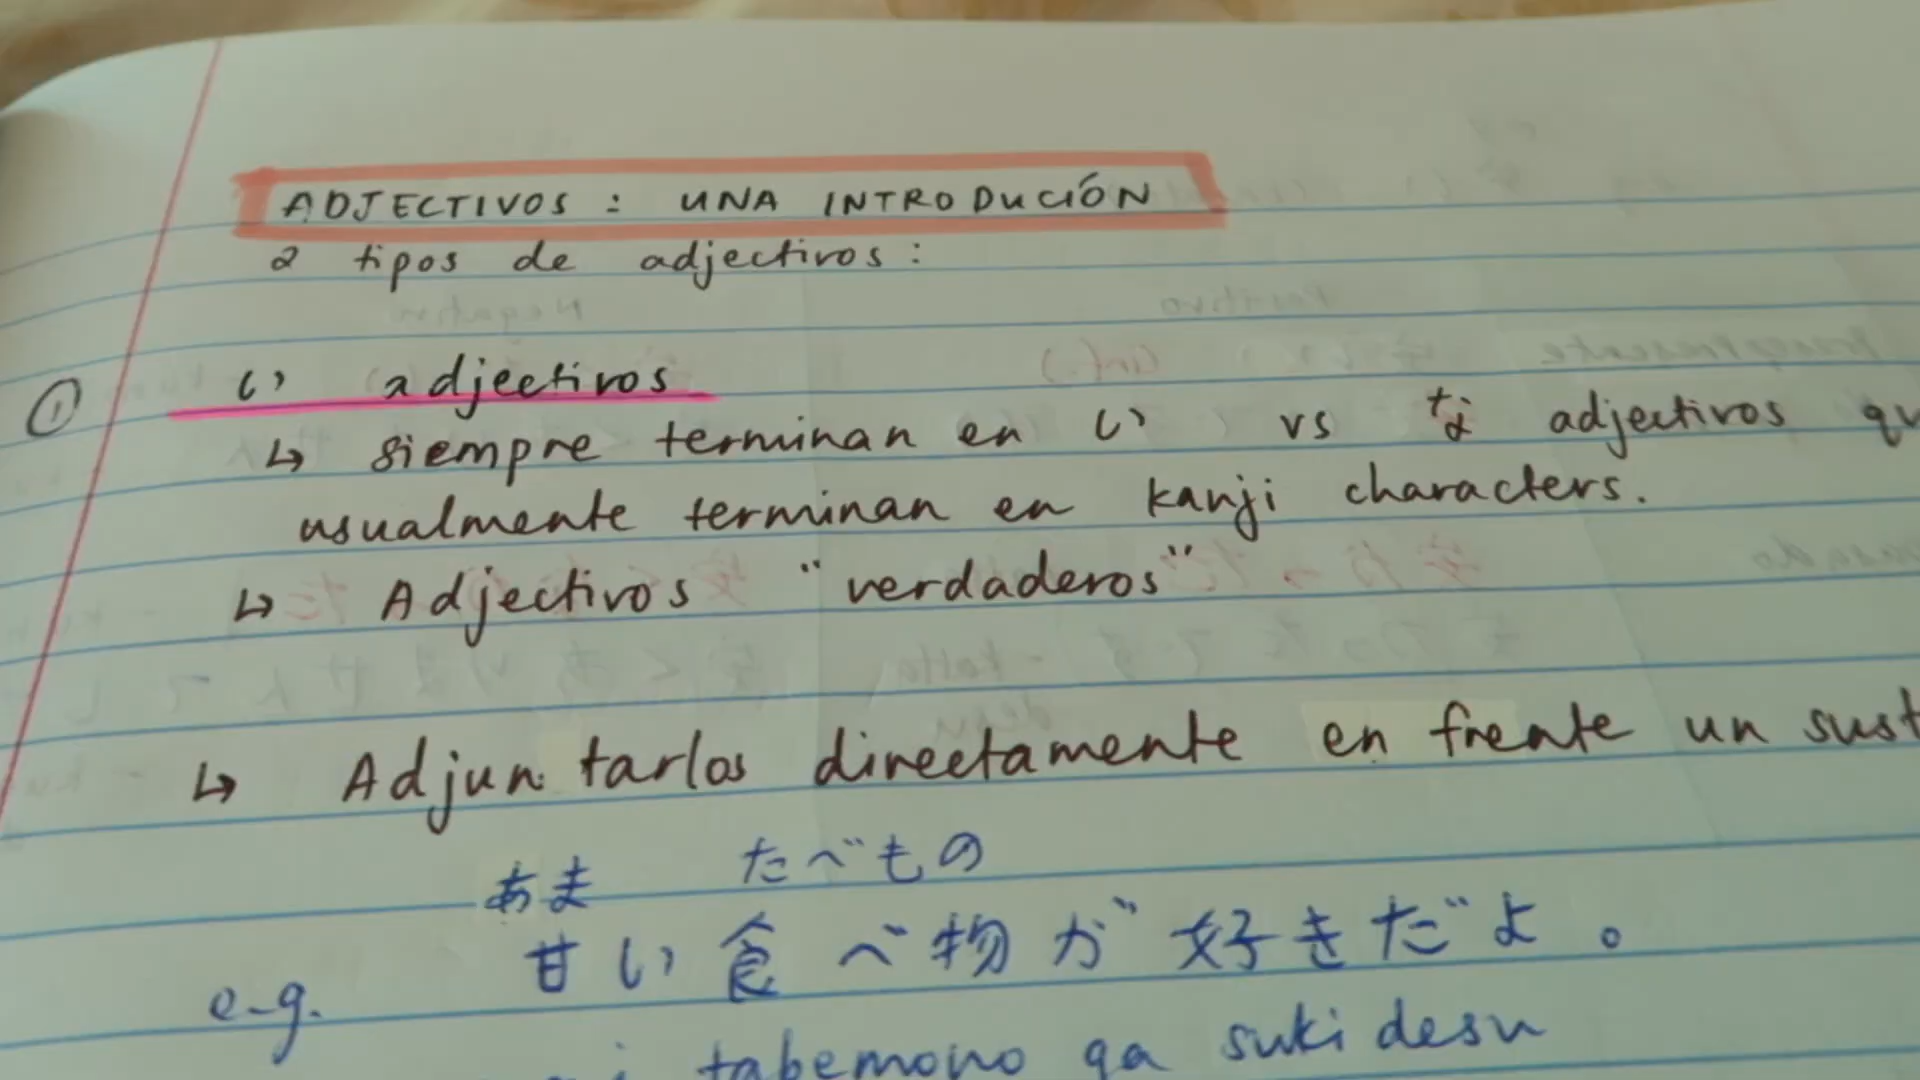 ADJECTIVOS : UNA INTRODUCIÓN
2 tipos de adjectivos :
① い adjectivos
↳ siempre terminan en い vs な adjectivos qu
usualmente terminan en kanji characters.
↳ Adjectivos "verdaderos"
↳ Adjuntarlos directamente en frente un sust
あま たべもの
e.g. 甘い食べ物が好きだよ。
tabemono ga suki desu